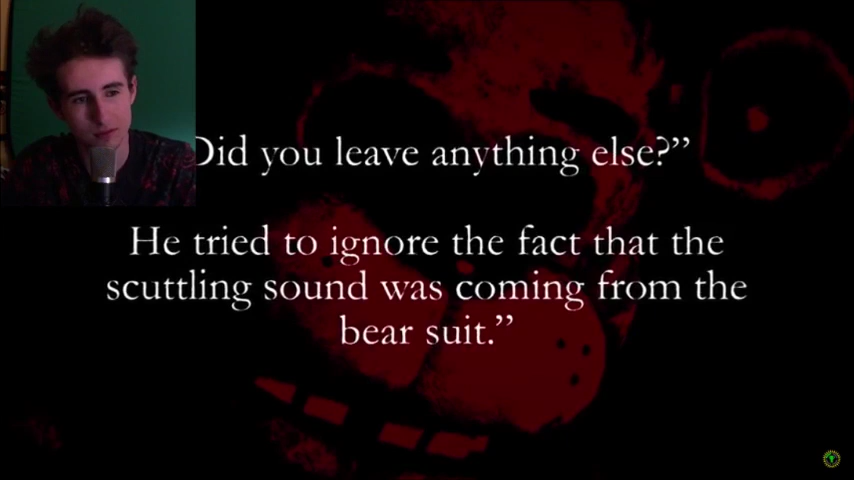 Did you leave anything else?”
He tried to ignore the fact that the
scuttling sound was coming from the
bear suit.”